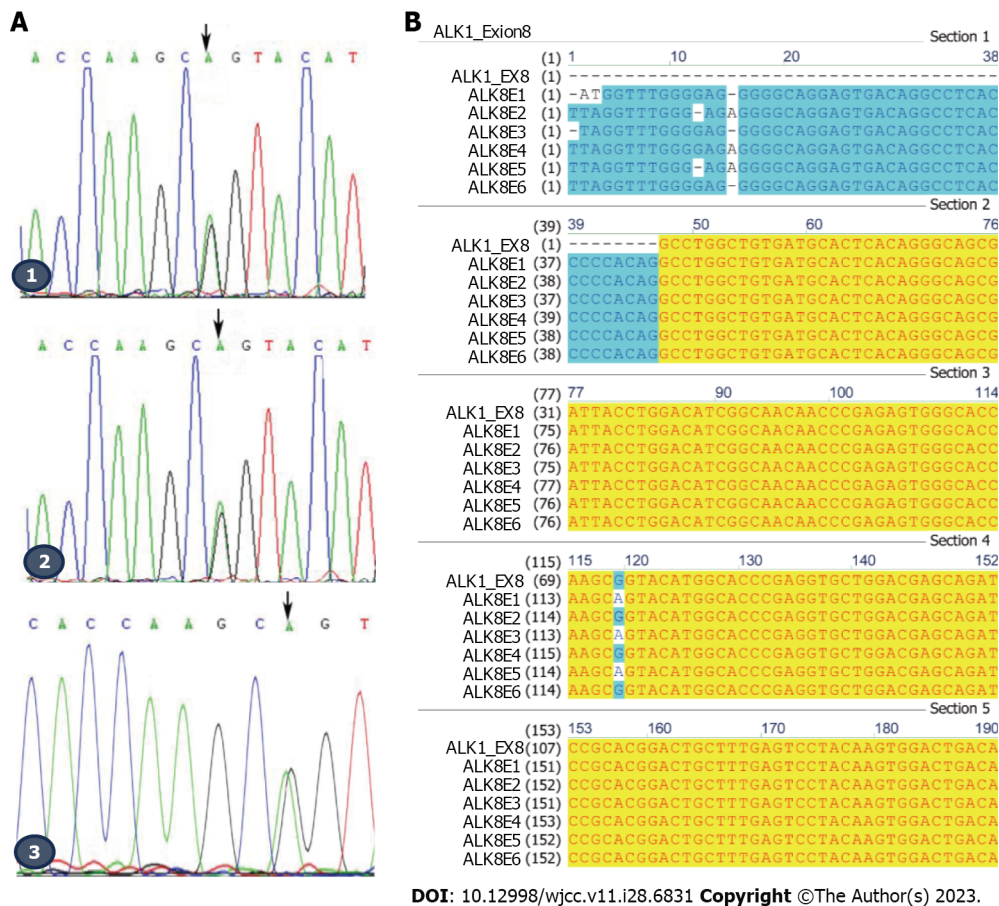 A
A C C A A G C A G T A C A T
1
A C C A A G C A G T A C A T
2
C A C C A A G C A G T
3
B
ALK1_Exion8
Section 1
(1) 1 10 20 38
ALK1_EX8 (1) --------------------------------------
ALK8E1 (1) -ATGGTTTGGGGAG-GGGGCAGGAGTGACAGGCCTCAC
ALK8E2 (1) TTAGGTTTGGG-AGAGGGGCAGGAGTGACAGGCCTCAC
ALK8E3 (1) -TAGGTTTGGGGAG-GGGGCAGGAGTGACAGGCCTCAC
ALK8E4 (1) TTAGGTTTGGGGAGAGGGGCAGGAGTGACAGGCCTCAC
ALK8E5 (1) TTAGGTTTGGG-AGAGGGGCAGGAGTGACAGGCCTCAC
ALK8E6 (1) TTAGGTTTGGGGAG-GGGGCAGGAGTGACAGGCCTCAC
Section 2
(39) 39 50 60 76
ALK1_EX8 (1) --------GCCTGGCTGTGATGCACTCACAGGGCAGCG
ALK8E1 (37) CCCCACAGGCCTGGCTGTGATGCACTCACAGGGCAGCG
ALK8E2 (38) CCCCACAGGCCTGGCTGTGATGCACTCACAGGGCAGCG
ALK8E3 (37) CCCCACAGGCCTGGCTGTGATGCACTCACAGGGCAGCG
ALK8E4 (39) CCCCACAGGCCTGGCTGTGATGCACTCACAGGGCAGCG
ALK8E5 (38) CCCCACAGGCCTGGCTGTGATGCACTCACAGGGCAGCG
ALK8E6 (38) CCCCACAGGCCTGGCTGTGATGCACTCACAGGGCAGCG
Section 3
(77) 77 90 100 114
ALK1_EX8 (31) ATTACCTGGACATCGGCAACAACCCGAGAGTGGGCACC
ALK8E1 (75) ATTACCTGGACATCGGCAACAACCCGAGAGTGGGCACC
ALK8E2 (76) ATTACCTGGACATCGGCAACAACCCGAGAGTGGGCACC
ALK8E3 (75) ATTACCTGGACATCGGCAACAACCCGAGAGTGGGCACC
ALK8E4 (77) ATTACCTGGACATCGGCAACAACCCGAGAGTGGGCACC
ALK8E5 (76) ATTACCTGGACATCGGCAACAACCCGAGAGTGGGCACC
ALK8E6 (76) ATTACCTGGACATCGGCAACAACCCGAGAGTGGGCACC
Section 4
(115) 115 120 130 140 152
ALK1_EX8 (69) AAGCGGTACATGGCACCCGAGGTGCTGGACGAGCAGAT
ALK8E1 (113) AAGCAGTACATGGCACCCGAGGTGCTGGACGAGCAGAT
ALK8E2 (114) AAGCGGTACATGGCACCCGAGGTGCTGGACGAGCAGAT
ALK8E3 (113) AAGCAGTACATGGCACCCGAGGTGCTGGACGAGCAGAT
ALK8E4 (115) AAGCGGTACATGGCACCCGAGGTGCTGGACGAGCAGAT
ALK8E5 (114) AAGCAGTACATGGCACCCGAGGTGCTGGACGAGCAGAT
ALK8E6 (114) AAGCGGTACATGGCACCCGAGGTGCTGGACGAGCAGAT
Section 5
(153) 153 160 170 180 190
ALK1_EX8 (107) CCGCACGGACTGCTTTGAGTCCTACAAGTGGACTGACA
ALK8E1 (151) CCGCACGGACTGCTTTGAGTCCTACAAGTGGACTGACA
ALK8E2 (152) CCGCACGGACTGCTTTGAGTCCTACAAGTGGACTGACA
ALK8E3 (151) CCGCACGGACTGCTTTGAGTCCTACAAGTGGACTGACA
ALK8E4 (153) CCGCACGGACTGCTTTGAGTCCTACAAGTGGACTGACA
ALK8E5 (152) CCGCACGGACTGCTTTGAGTCCTACAAGTGGACTGACA
ALK8E6 (152) CCGCACGGACTGCTTTGAGTCCTACAAGTGGACTGACA
DOI: 10.12998/wjcc.v11.i28.6831 Copyright ©The Author(s) 2023.